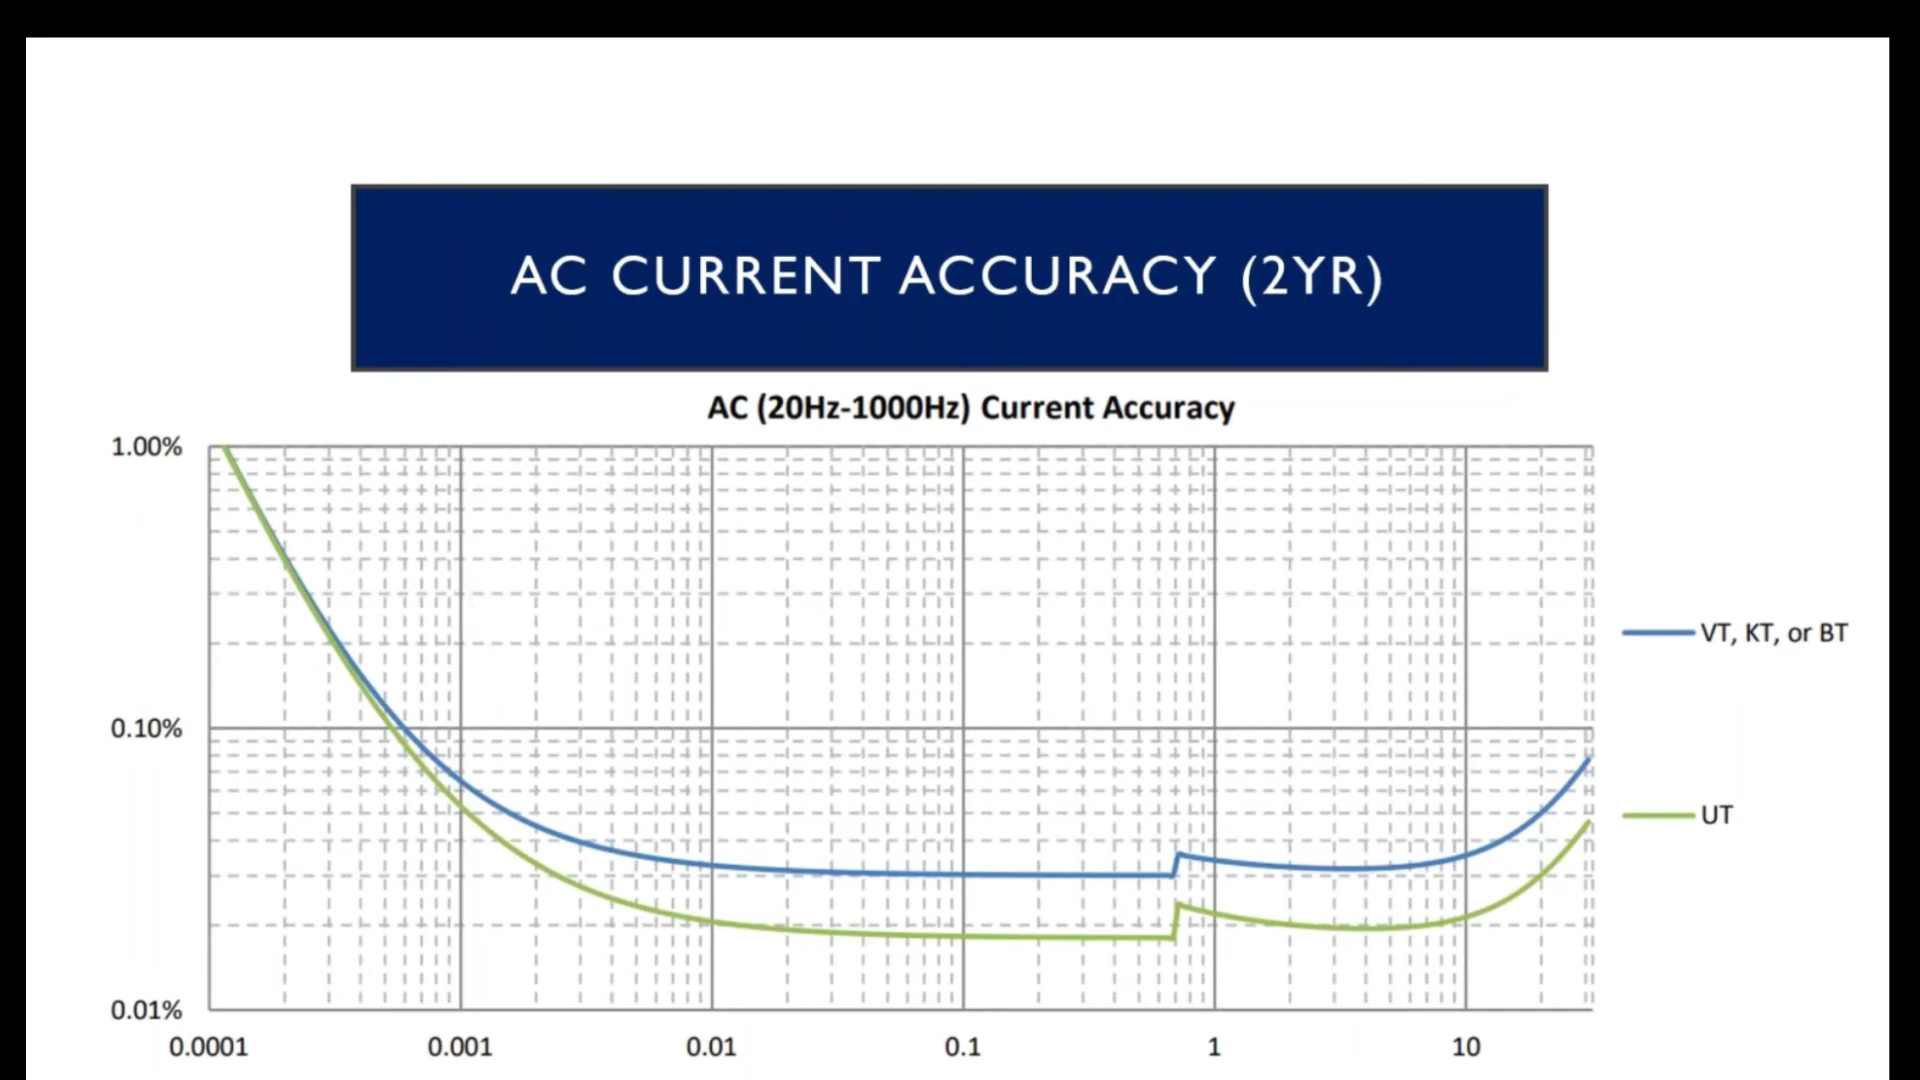 AC CURRENT ACCURACY (2YR)
AC (20Hz-1000Hz) Current Accuracy
1.00%
VT, KT, or BT
0.10%
UT
0.01%
0.0001 0.001 0.01 0.1 1 10